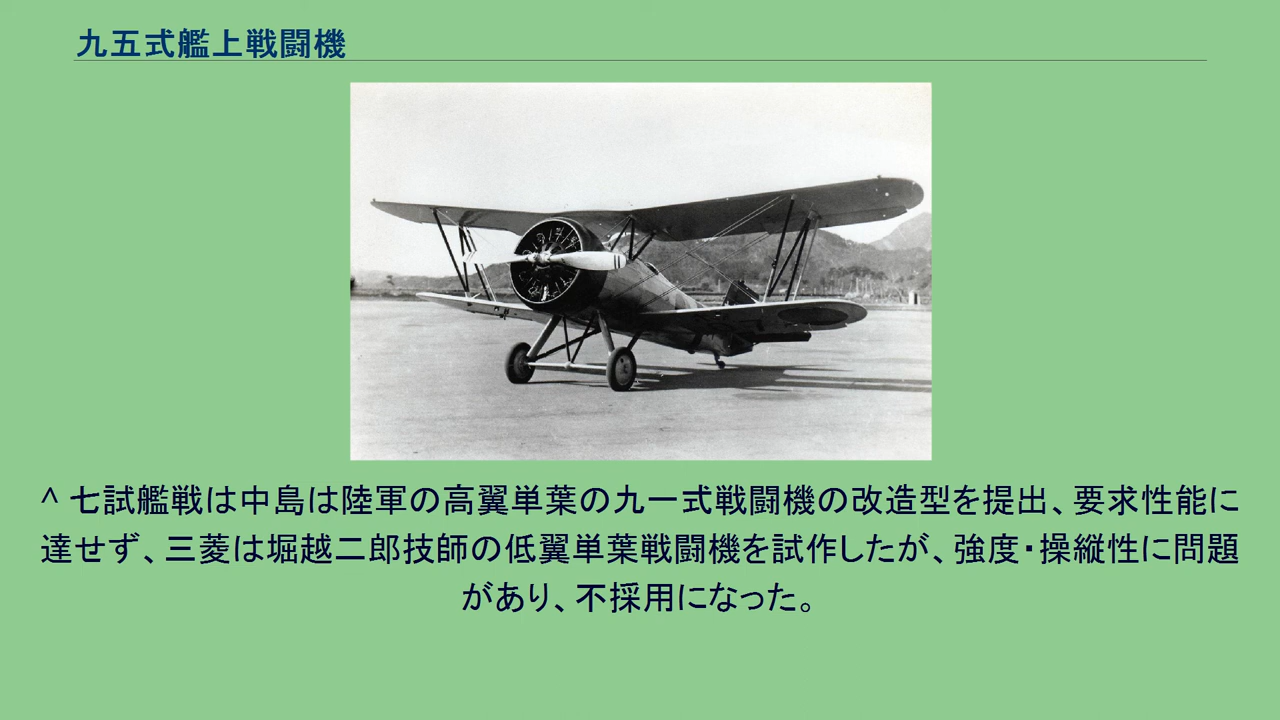 九五式艦上戦闘機
^ 七試艦戦は中島は陸軍の高翼単葉の九一式戦闘機の改造型を提出、要求性能に
達せず、三菱は堀越二郎技師の低翼単葉戦闘機を試作したが、強度・操縦性に問題
があり、不採用になった。